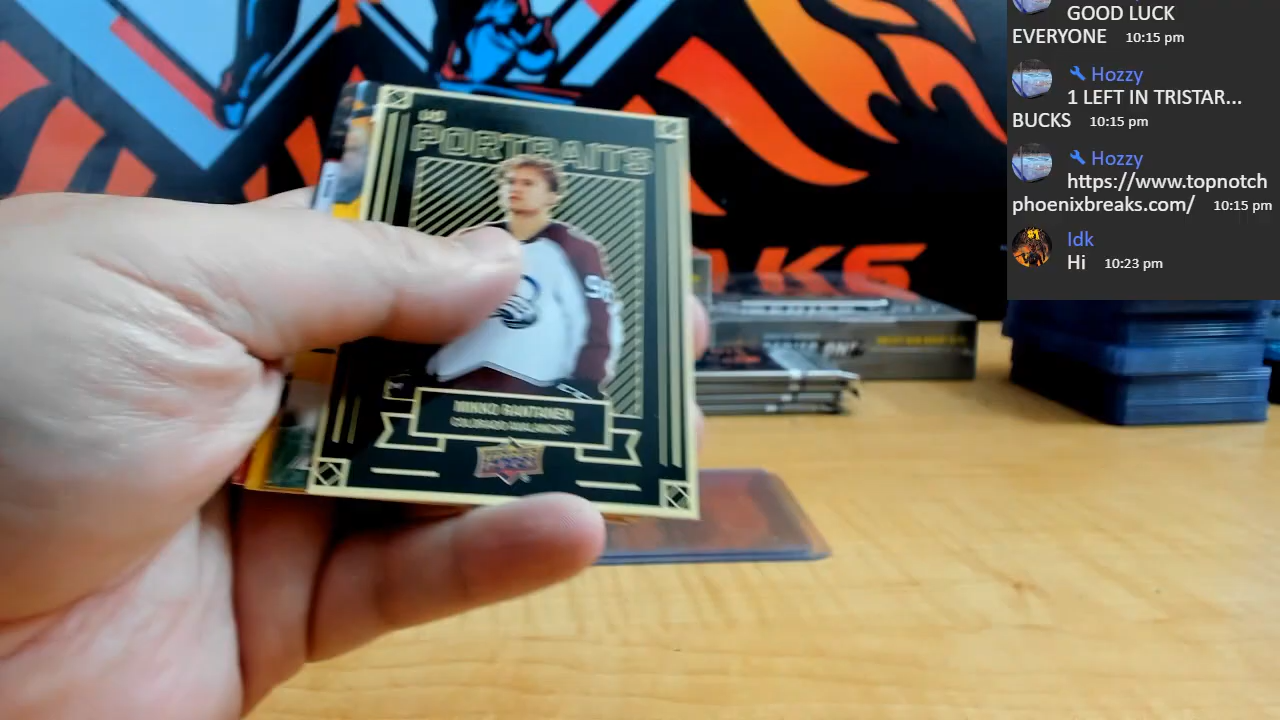 GOOD LUCK
EVERYONE 10:15 pm
Hozzy
1 LEFT IN TRISTAR...
BUCKS 10:15 pm
Hozzy
https://www.topnotch
phoenixbreaks.com/ 10:15 pm
Idk
Hi 10:23 pm
UD
PORTRAITS
MIKKO RANTANEN
COLORADO AVALANCHE